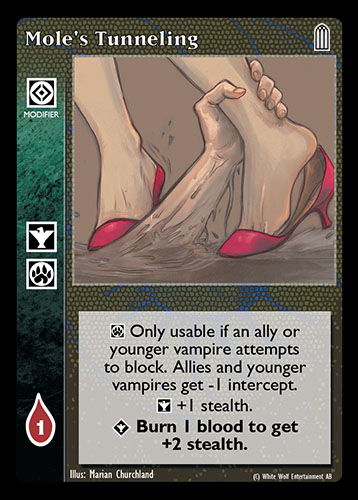 Mole's Tunneling
MODIFIER
Only usable if an ally or
younger vampire attempts
to block. Allies and younger
vampires get -1 intercept.
+1 stealth.
Burn 1 blood to get
+2 stealth.
1
Illus: Marian Churchland
(C) White Wolf Entertainment AB